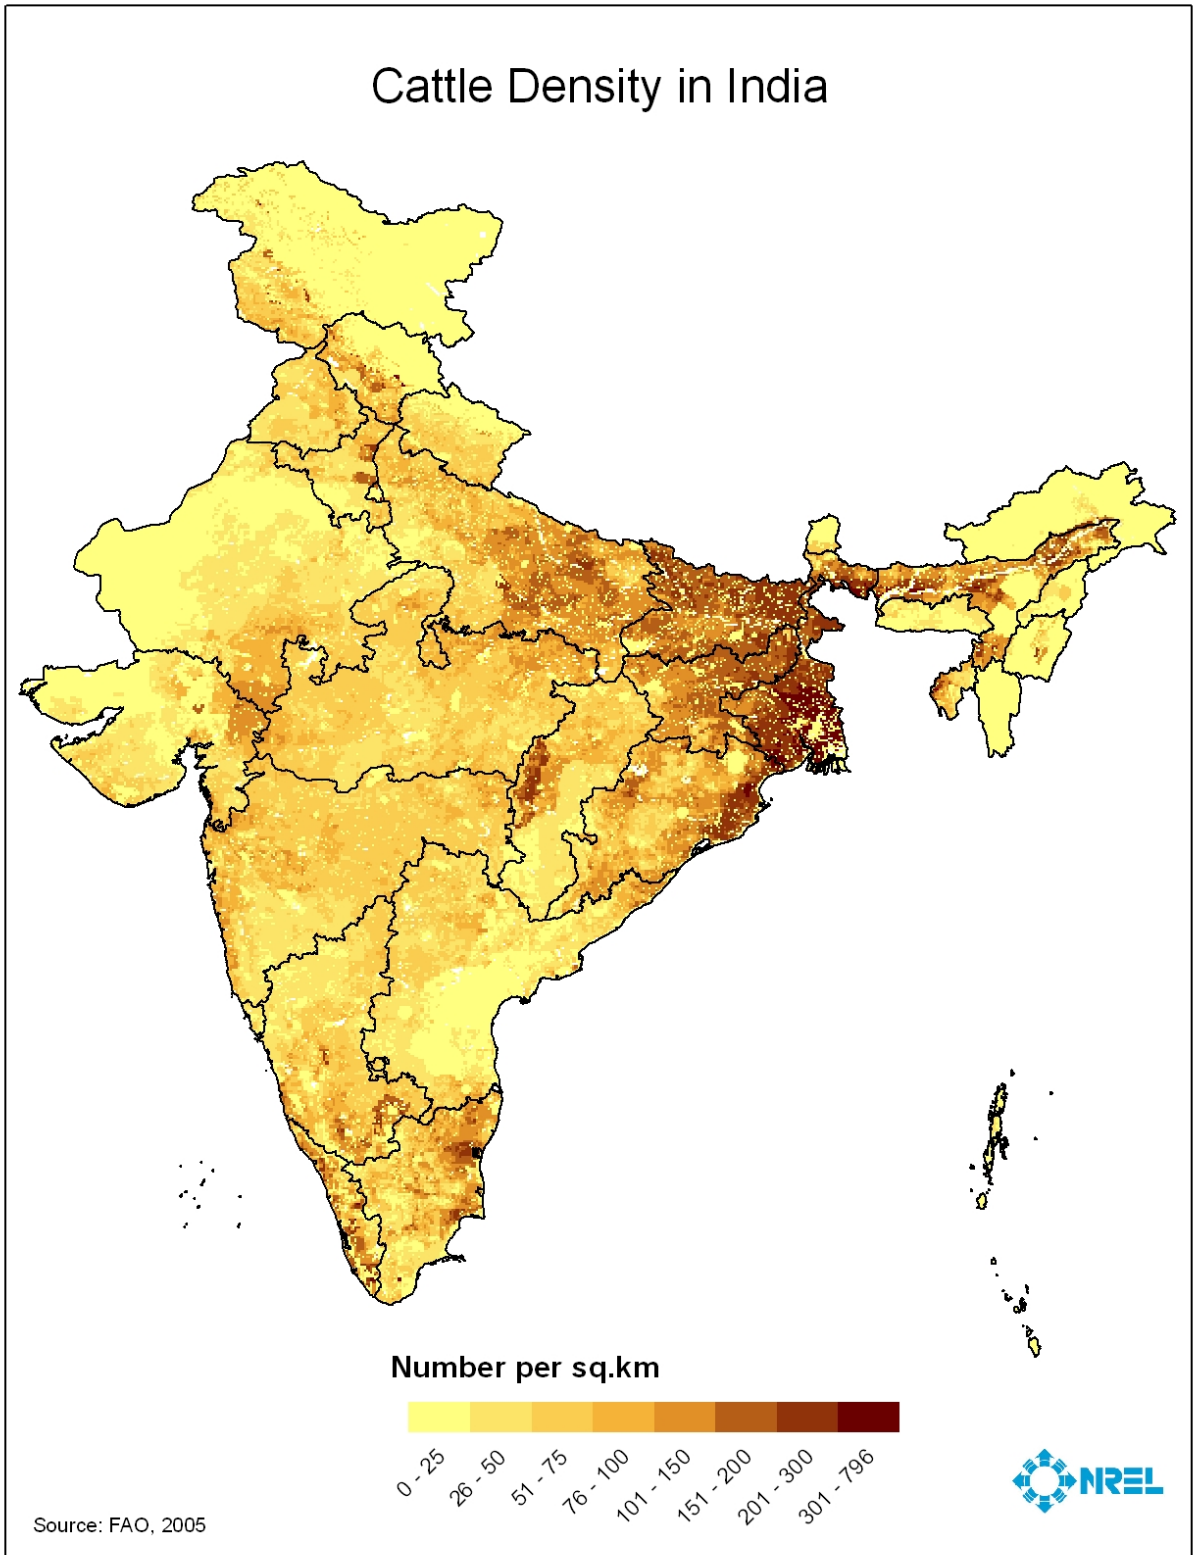 Cattle Density in India
Number per sq.km
0 - 25
26 - 50
51 - 75
76 - 100
101 - 150
151 - 200
201 - 300
301 - 796
NREL
Source: FAO, 2005